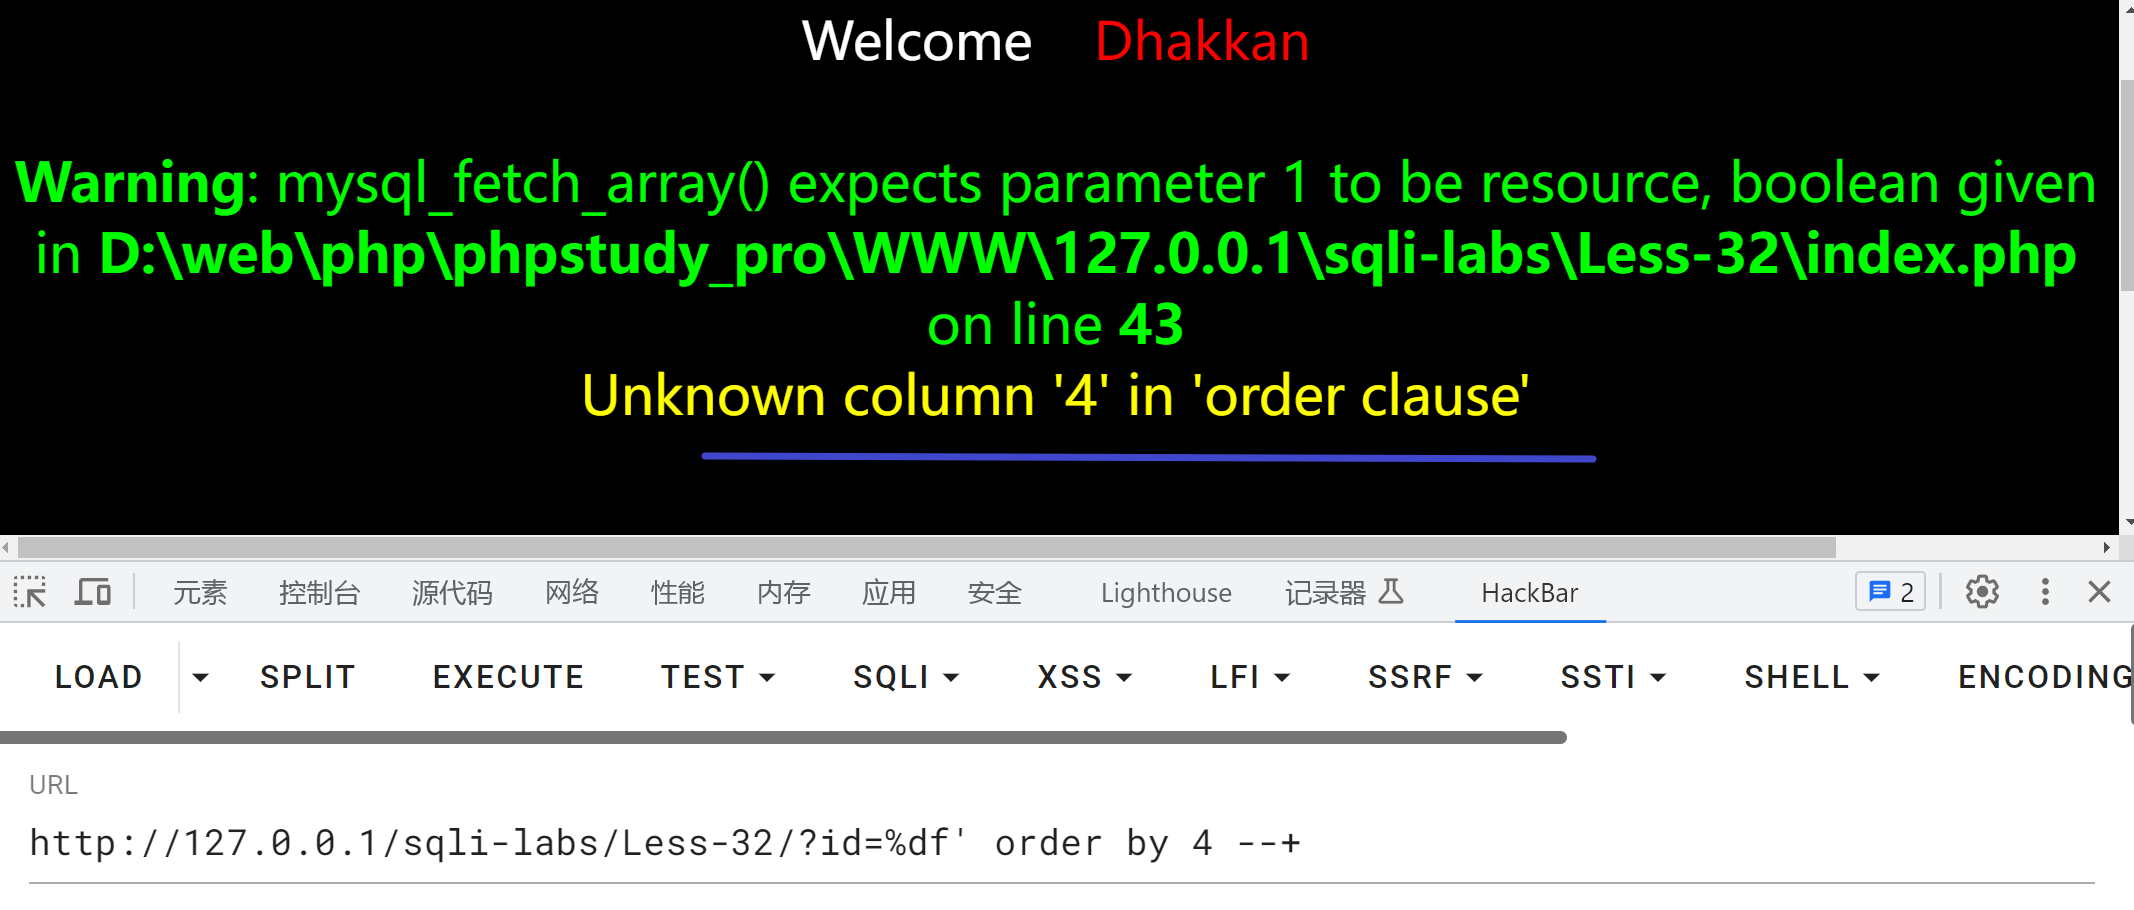 Welcome Dhakkan
Warning: mysql_fetch_array() expects parameter 1 to be resource, boolean given
in D:\web\php\phpstudy_pro\WWW\127.0.0.1\sqli-labs\Less-32\index.php
on line 43
Unknown column '4' in 'order clause'
元素 控制台 源代码 网络 性能 内存 应用 安全 Lighthouse 记录器 HackBar 2
LOAD SPLIT EXECUTE TEST SQLI XSS LFI SSRF SSTI SHELL ENCODING
URL
http://127.0.0.1/sqli-labs/Less-32/?id=%df' order by 4 --+